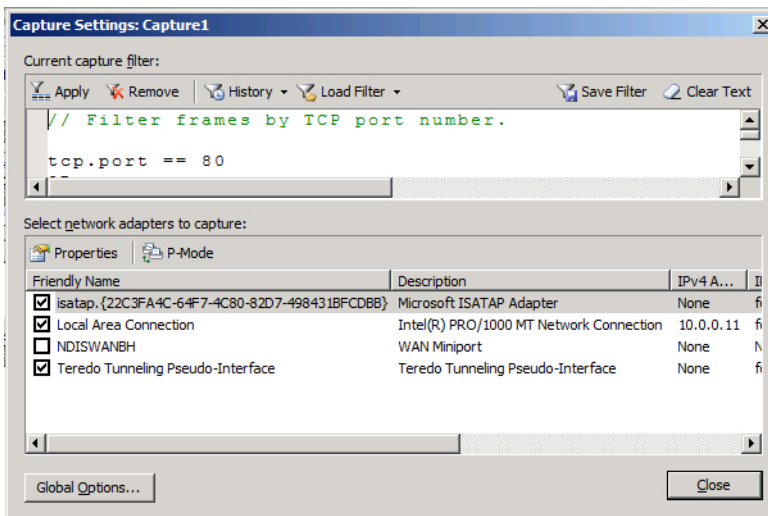 Capture Settings: Capture1
Current capture filter:
Apply Remove History Load Filter Save Filter Clear Text
// Filter frames by TCP port number.
tcp.port == 80
Select network adapters to capture:
Properties P-Mode
Friendly Name Description IPv4 A...
isatap.{22C3FA4C-64F7-4C80-82D7-498431BFCDBB} Microsoft ISATAP Adapter None
Local Area Connection Intel(R) PRO/1000 MT Network Connection 10.0.0.11
NDISWANBH WAN Miniport None
Teredo Tunneling Pseudo-Interface Teredo Tunneling Pseudo-Interface None
Global Options... Close